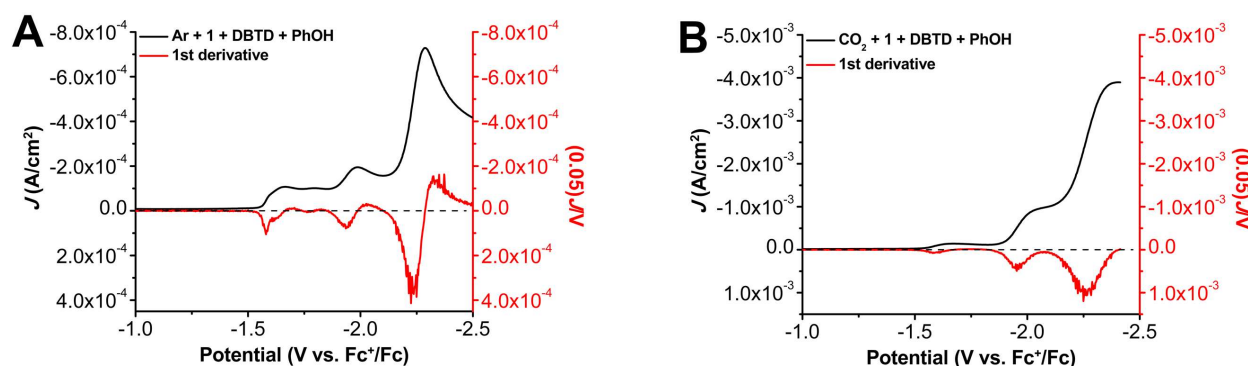 A
Ar + 1 + DBTD + PhOH
1st derivative
-8.0x10⁻⁴
-6.0x10⁻⁴
-4.0x10⁻⁴
-2.0x10⁻⁴
0.0
2.0x10⁻⁴
4.0x10⁻⁴
J (A/cm²)
-8.0x10⁻⁴
-6.0x10⁻⁴
-4.0x10⁻⁴
-2.0x10⁻⁴
0.0
2.0x10⁻⁴
4.0x10⁻⁴
(0.05)J/V
-1.0 -1.5 -2.0 -2.5
Potential (V vs. Fc⁺/Fc)
B
CO₂ + 1 + DBTD + PhOH
1st derivative
-5.0x10⁻³
-4.0x10⁻³
-3.0x10⁻³
-2.0x10⁻³
-1.0x10⁻³
0.0
1.0x10⁻³
J (A/cm²)
-5.0x10⁻³
-4.0x10⁻³
-3.0x10⁻³
-2.0x10⁻³
-1.0x10⁻³
0.0
1.0x10⁻³
(0.05)J/V
-1.0 -1.5 -2.0 -2.5
Potential (V vs. Fc⁺/Fc)